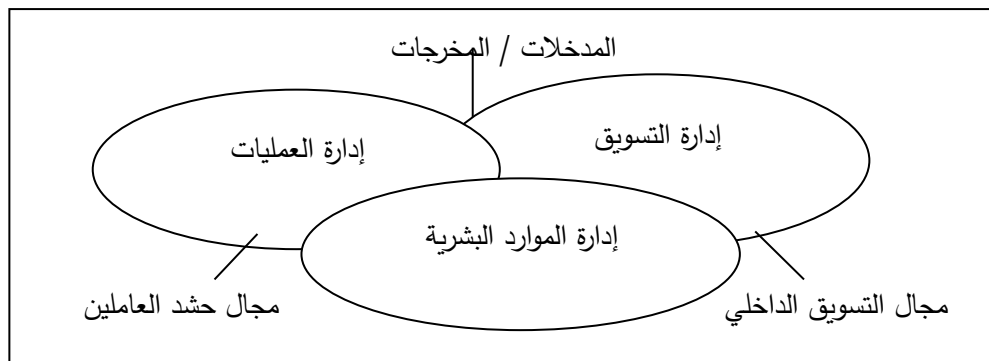 المدخلات / المخرجات
إدارة التسويق
إدارة العمليات
إدارة الموارد البشرية
مجال التسويق الداخلي
مجال حشد العاملين